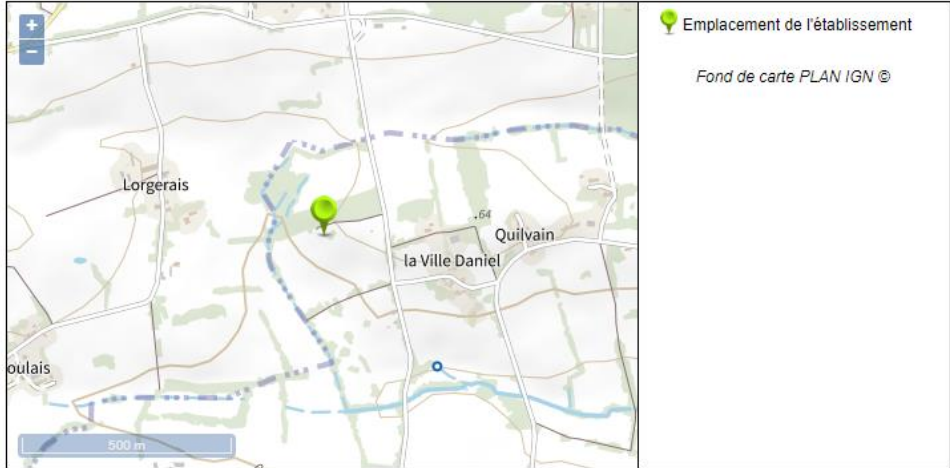 +
−
Lorgerais
64
Quilvain
la Ville Daniel
oulais
500 m
Emplacement de l'établissement
Fond de carte PLAN IGN ©